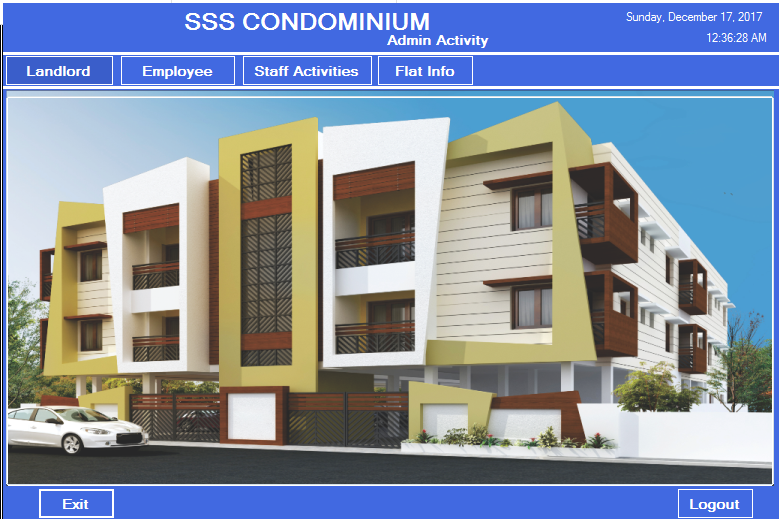 SSS CONDOMINIUM
Admin Activity
Sunday, December 17, 2017
12:36:28 AM
Landlord
Employee
Staff Activities
Flat Info
Exit
Logout